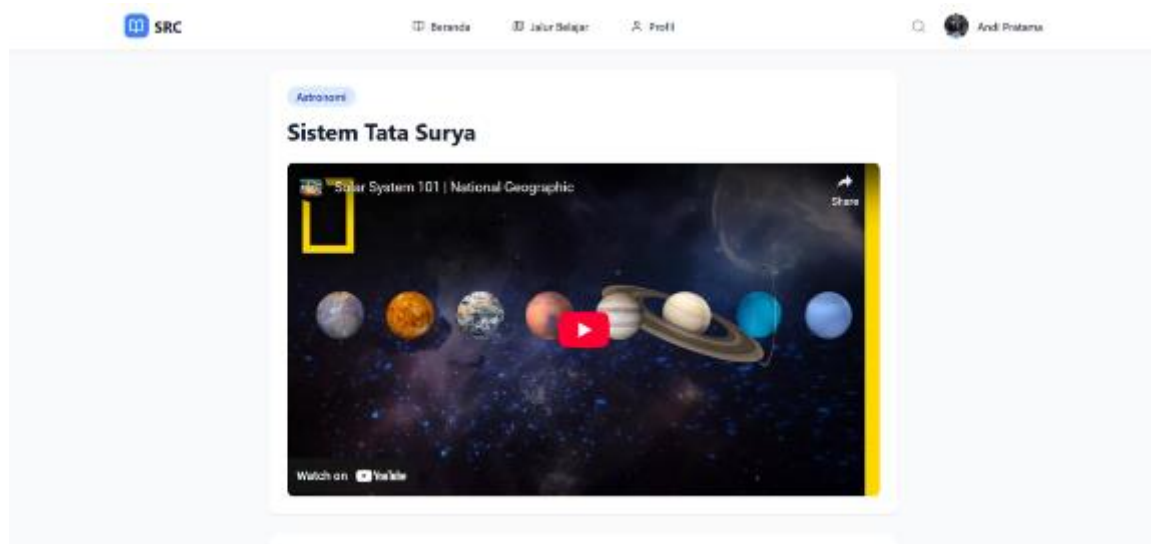 SRC
Beranda
Jalur Belajar
Profil
Andi Pratama
Astronomi
Sistem Tata Surya
Solar System 101 | National Geographic
Share
Watch on YouTube